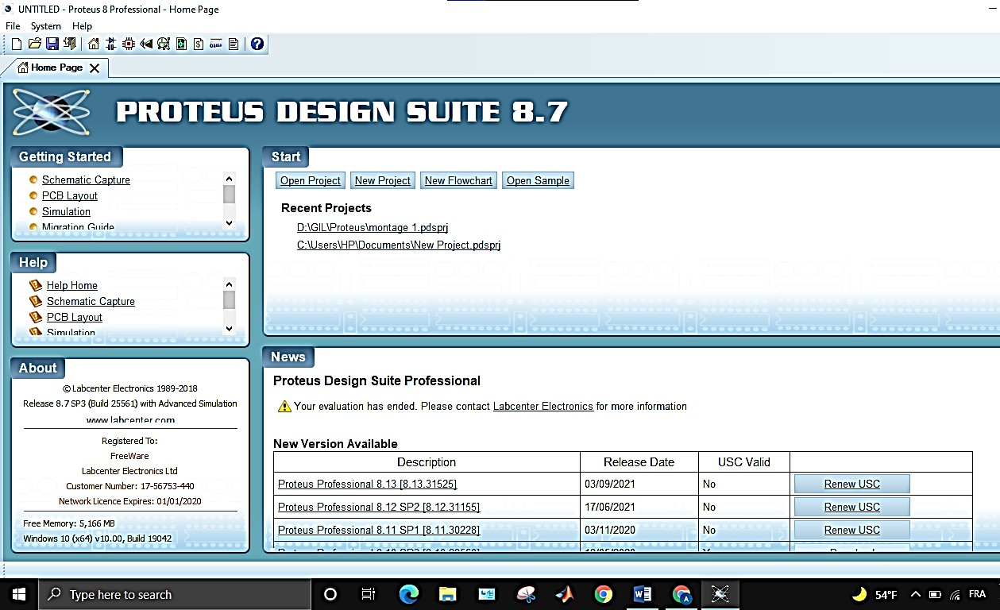 UNTITLED - Proteus 8 Professional - Home Page
File System Help
Home Page
PROTEUS DESIGN SUITE 8.7
Getting Started
Schematic Capture
PCB Layout
Simulation
Migration Guide
Start
Open Project New Project New Flowchart Open Sample
Recent Projects
D:\GIL\Proteus\montage 1.pdsprj
C:\Users\HP\Documents\New Project.pdsprj
Help
Help Home
Schematic Capture
PCB Layout
Simulation
About
© Labcenter Electronics 1989-2018
Release 8.7 SP3 (Build 25561) with Advanced Simulation
www.labcenter.com
Registered To:
FreeWare
Labcenter Electronics Ltd
Customer Number: 17-56753-440
Network Licence Expires: 01/01/2020
Free Memory: 5,166 MB
Windows 10 (x64) v10.00, Build 19042
News
Proteus Design Suite Professional
Your evaluation has ended. Please contact Labcenter Electronics for more information
New Version Available
Description Release Date USC Valid
Proteus Professional 8.13 [8.13.31525] 03/09/2021 No Renew USC
Proteus Professional 8.12 SP2 [8.12.31155] 17/06/2021 No Renew USC
Proteus Professional 8.11 SP1 [8.11.30228] 03/11/2020 No Renew USC
Type here to search
54°F
FRA